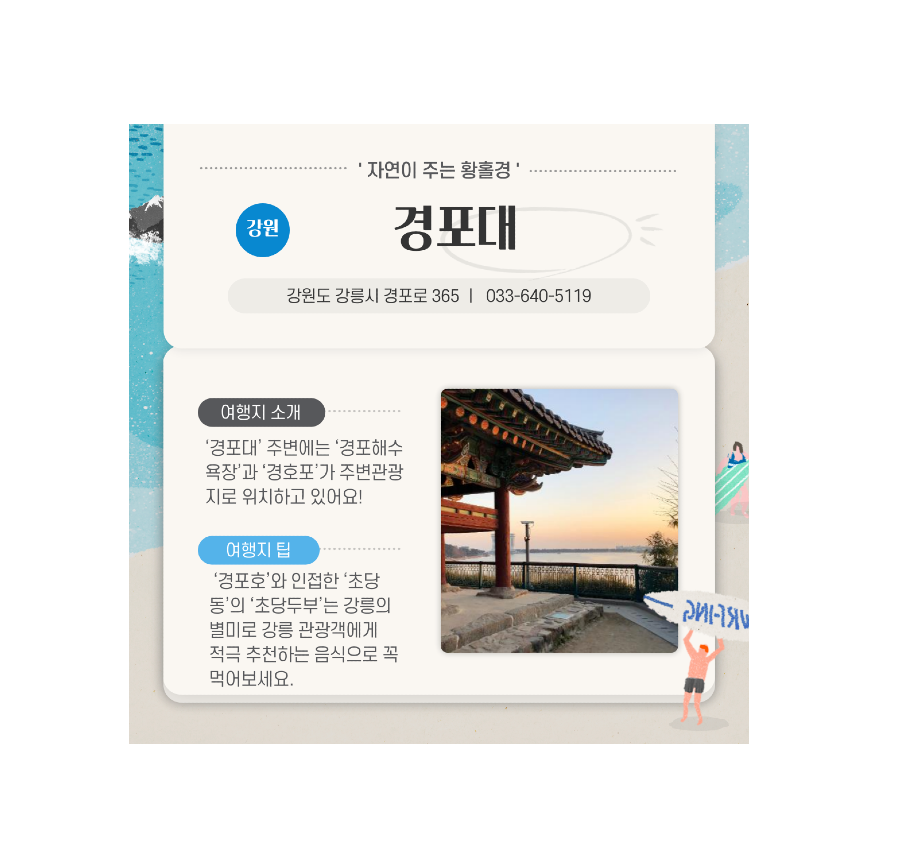 ' 자연이 주는 황홀경 '
강원
경포대
강원도 강릉시 경포로 365 | 033-640-5119
여행지 소개
‘경포대’ 주변에는 ‘경포해수
욕장’과 ‘경호포’가 주변관광
지로 위치하고 있어요!
여행지 팁
‘경포호’와 인접한 ‘초당
동’의 ‘초당두부’는 강릉의
별미로 강릉 관광객에게
적극 추천하는 음식으로 꼭
먹어보세요.
URF-ING